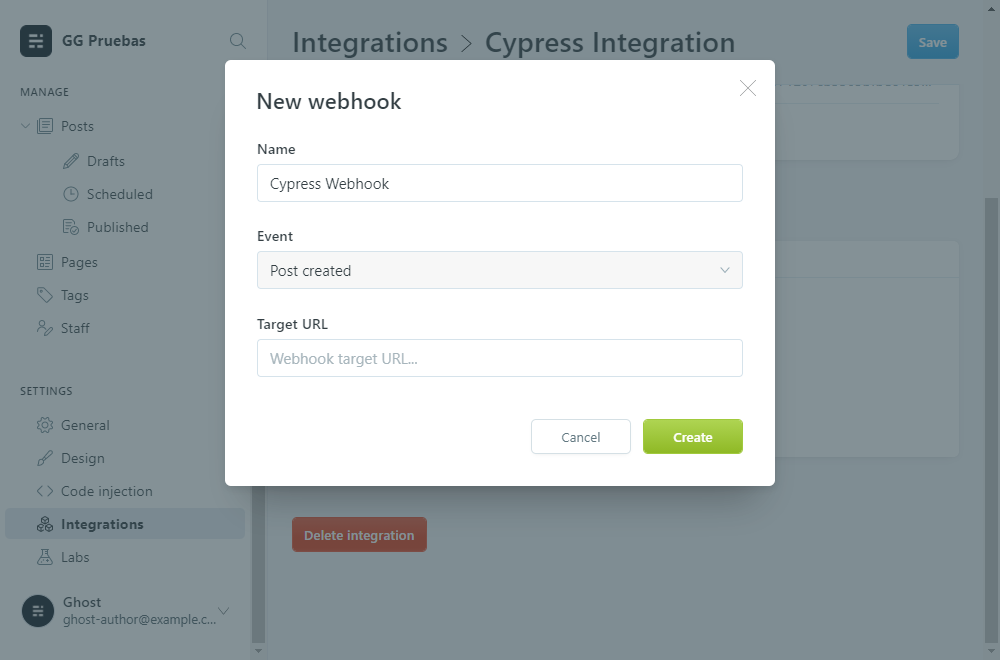 GG Pruebas
Integrations > Cypress Integration
Save
MANAGE
Posts
Drafts
Scheduled
Published
Pages
Tags
Staff
SETTINGS
General
Design
Code injection
Integrations
Labs
Ghost
ghost-author@example.c...
New webhook
Name
Cypress Webhook
Event
Post created
Target URL
Webhook target URL...
Cancel
Create
Delete integration